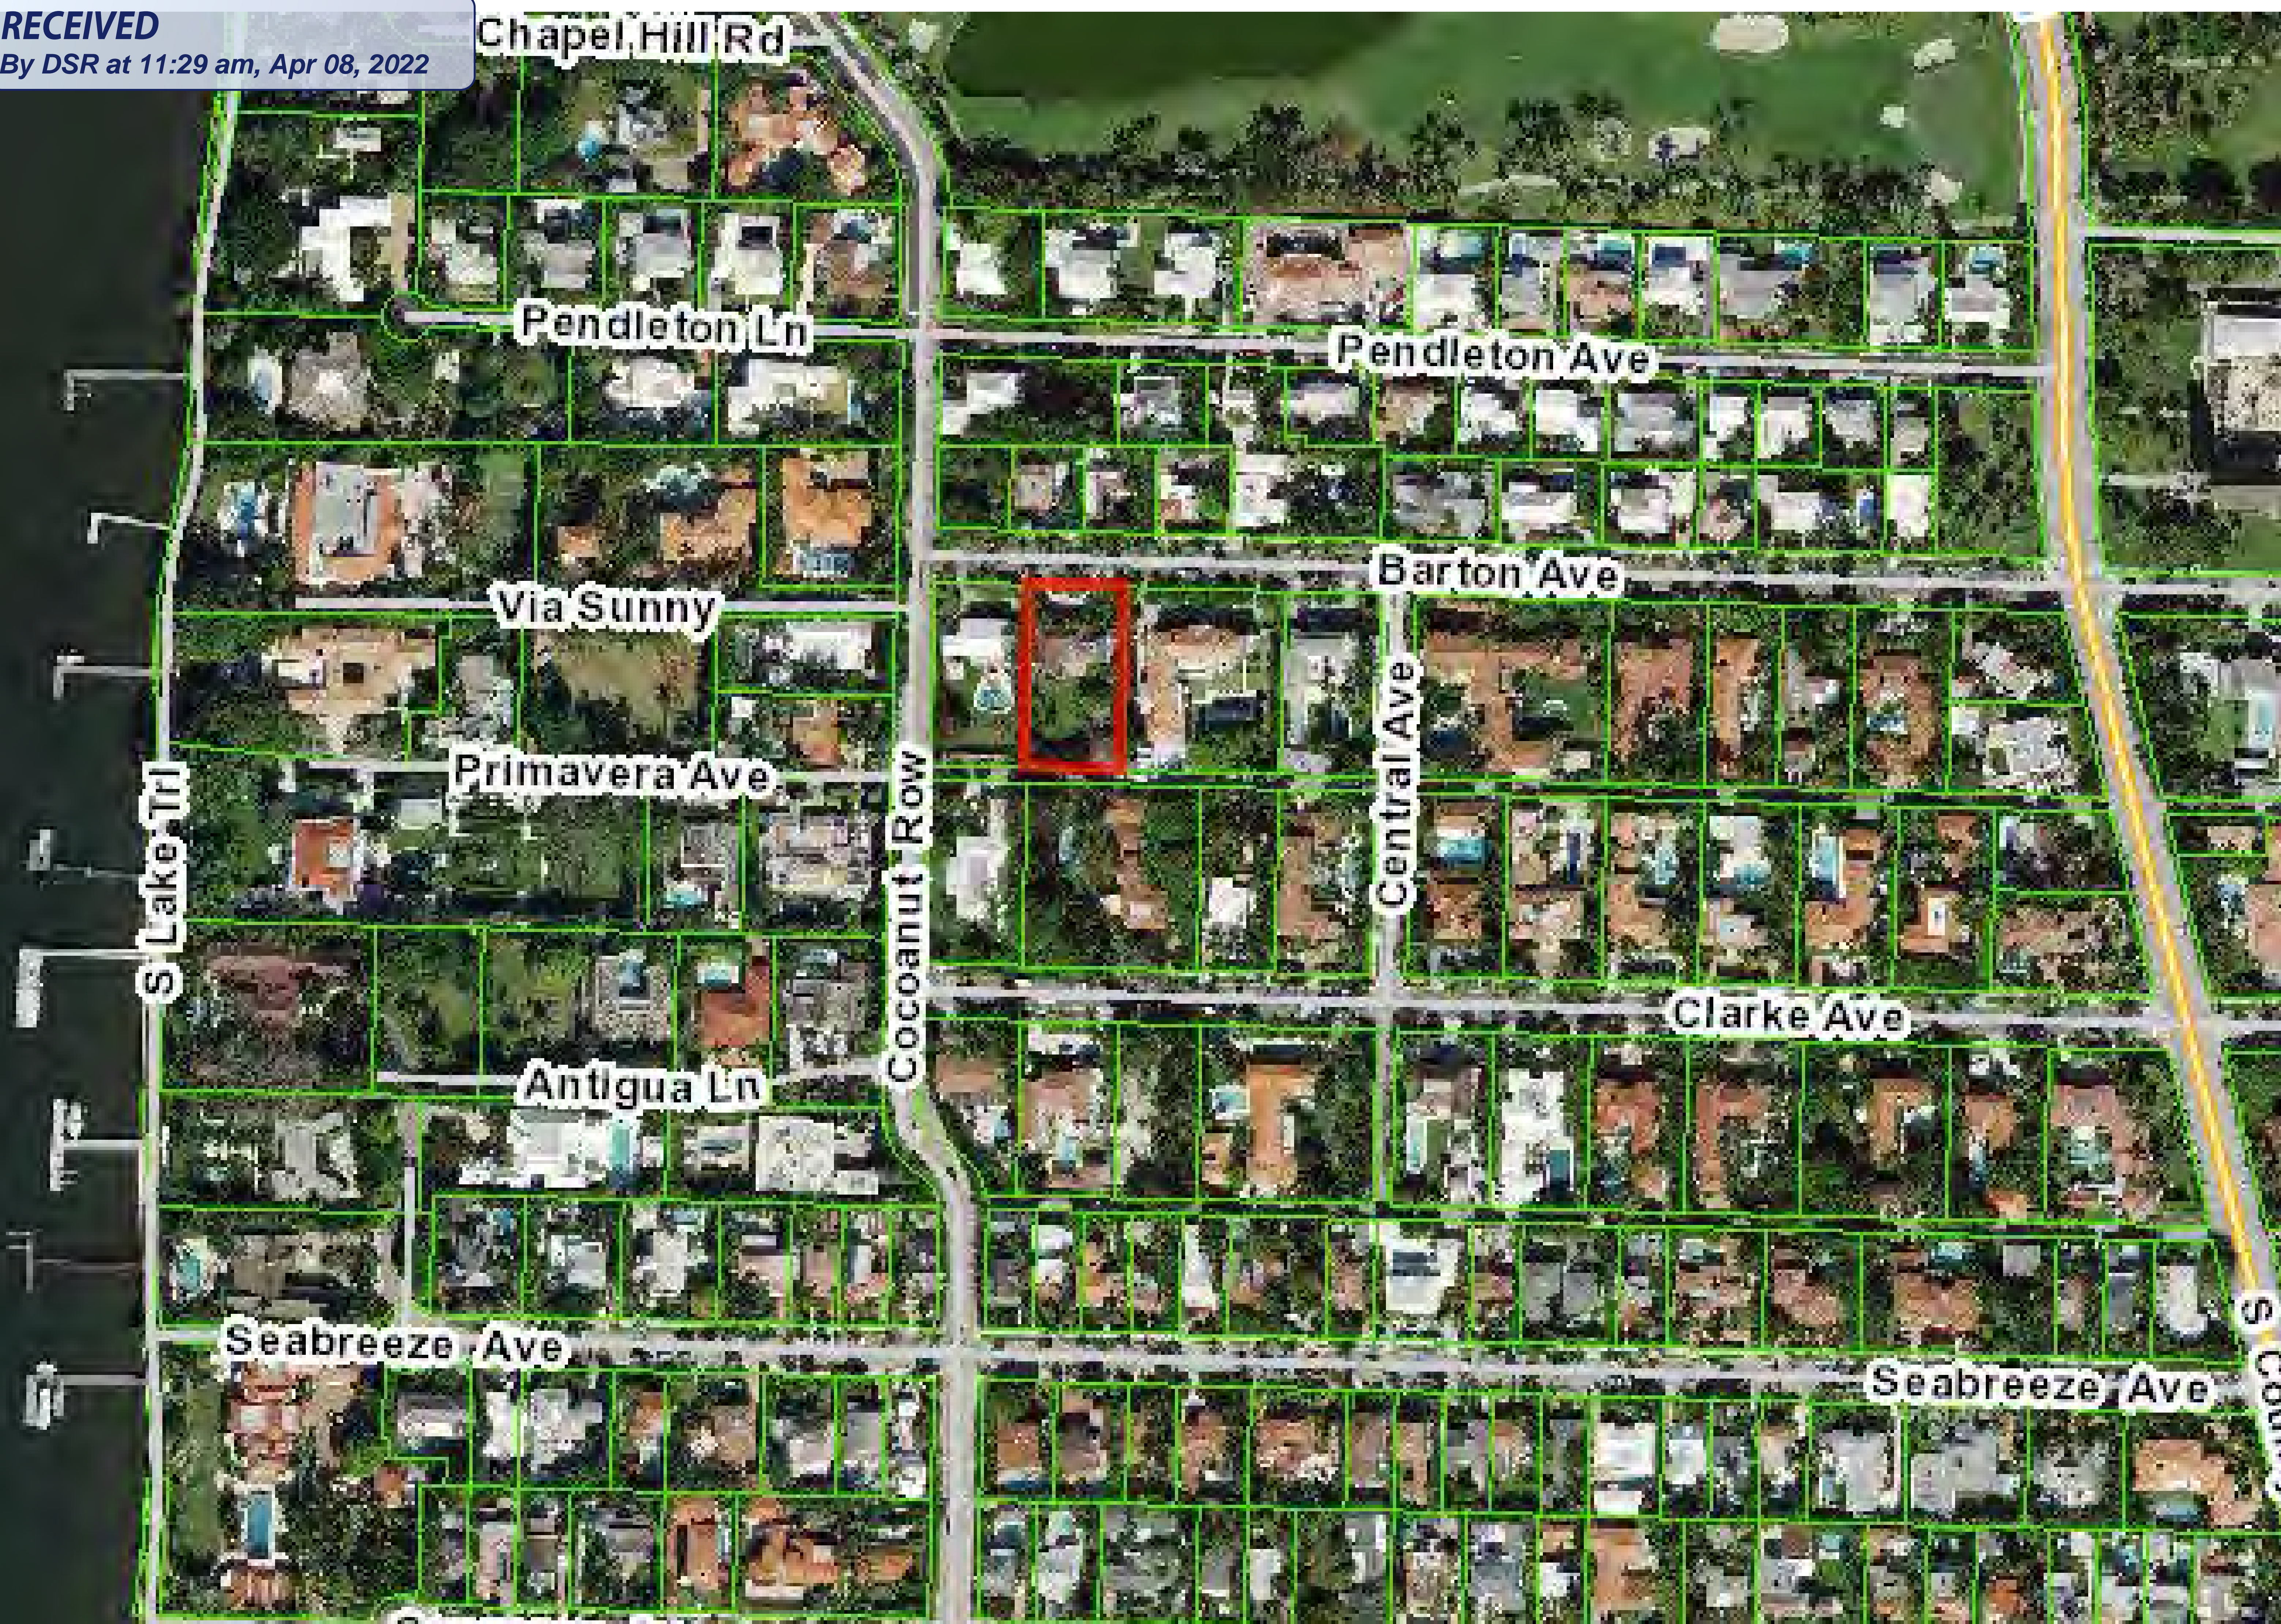 RECEIVED
By DSR at 11:29 am, Apr 08, 2022
Chapel Hill Rd
Pendleton Ln
Pendleton Ave
Barton Ave
Via Sunny
Primavera Ave
S Lake Trl
Cocoanut Row
Central Ave
Clarke Ave
Antigua Ln
Seabreeze Ave
Seabreeze Ave